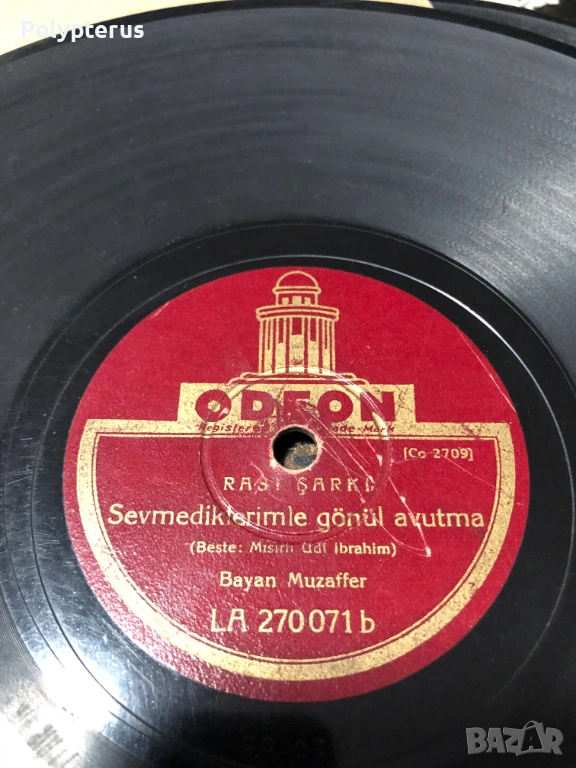 Polypterus
ODEON
Registered Trade-Mark
[Co 2709]
RAST ŞARKI
Sevmediklerimle gönül avutma
(Beste: Mısırlı Udi İbrahim)
Bayan Muzaffer
LA 270071b
BAZAR